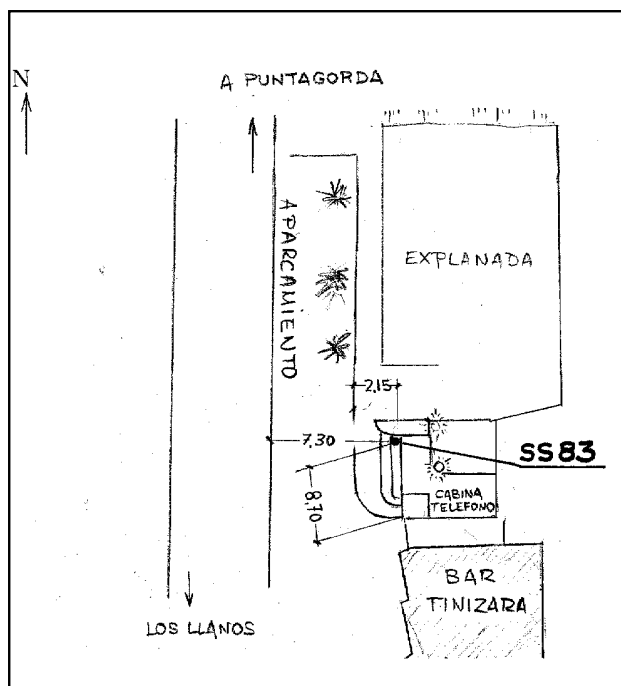 N
A PUNTAGORDA
APARCAMIENTO
EXPLANADA
2,15
7.30
SS83
8,70
CABINA
TELEFONO
BAR
TINIZARA
LOS LLANOS